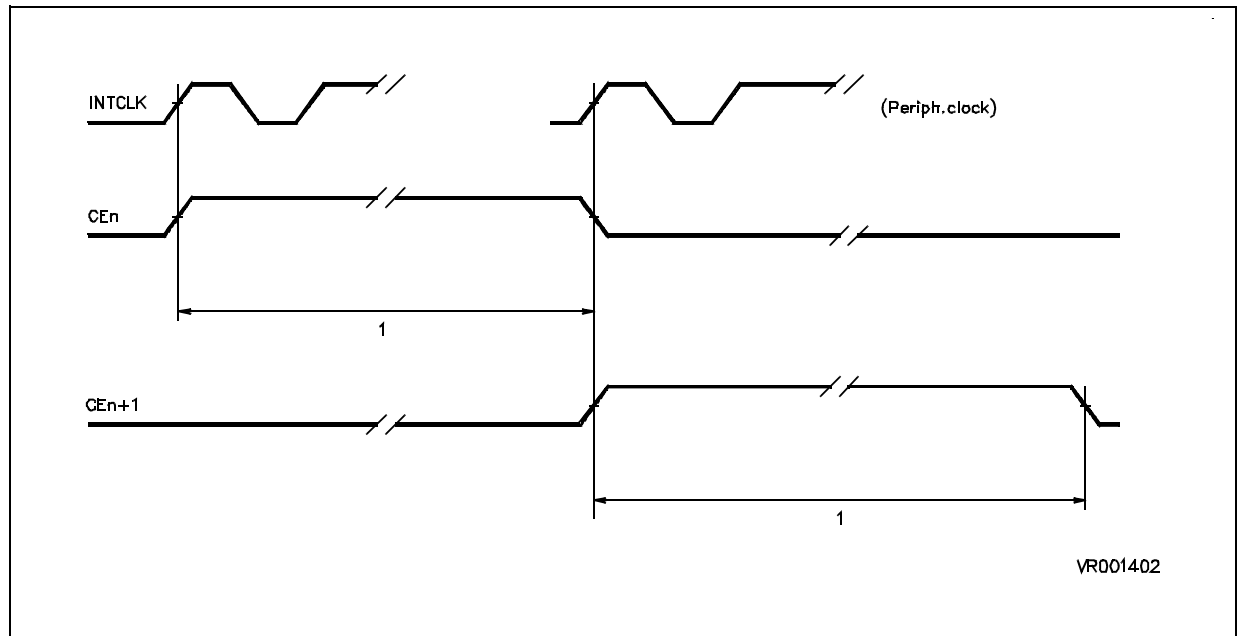 INTCLK
(Periph.clock)
CEn
1
CEn+1
1
VR001402